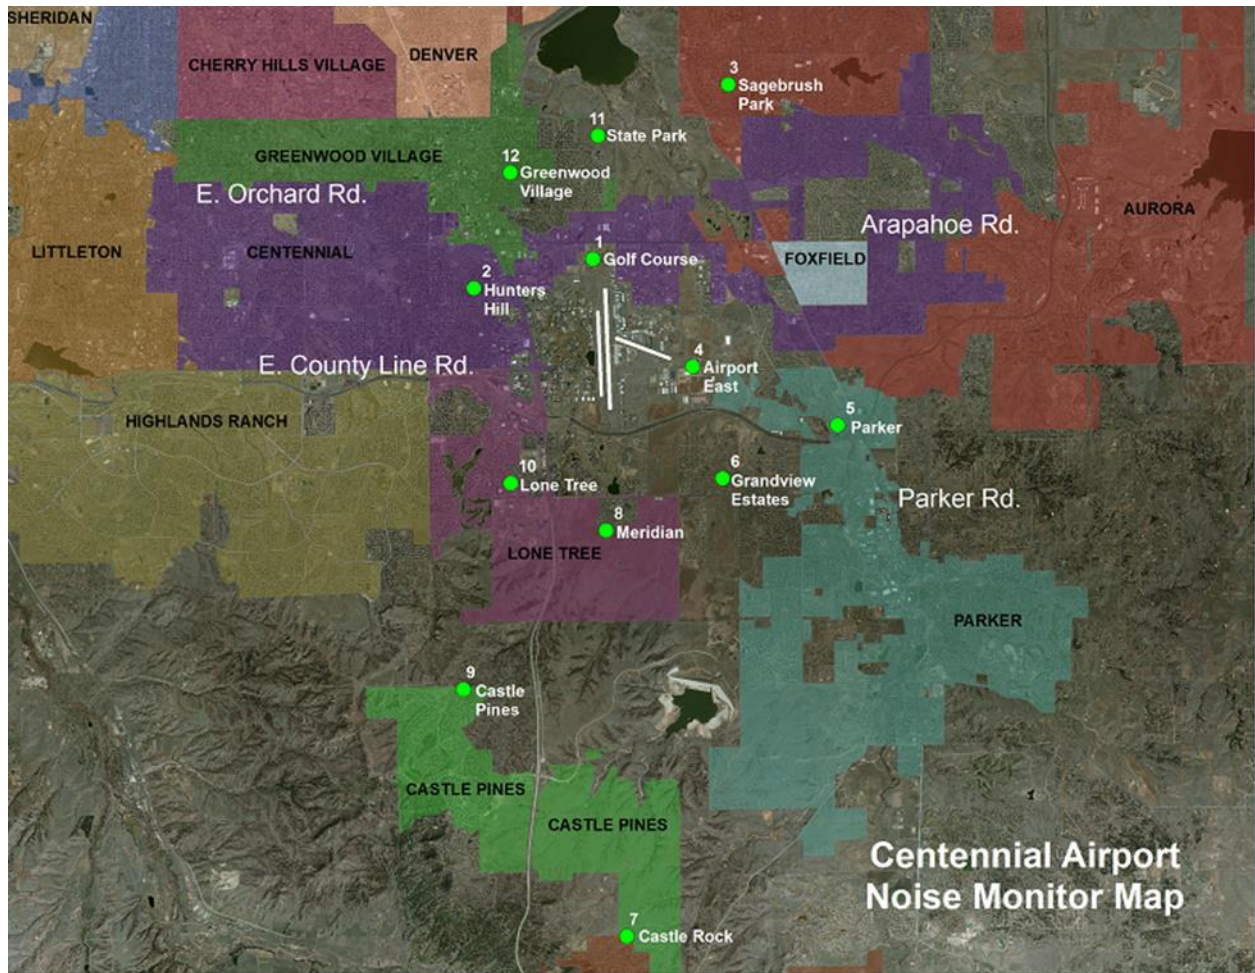 SHERIDAN
CHERRY HILLS VILLAGE
DENVER
3
Sagebrush
Park
11
State Park
GREENWOOD VILLAGE
12
Greenwood
Village
E. Orchard Rd.
Arapahoe Rd.
AURORA
LITTLETON
CENTENNIAL
1
Golf Course
FOXFIELD
2
Hunters
Hill
E. County Line Rd.
4
Airport
East
HIGHLANDS RANCH
5
Parker
6
Grandview
Estates
10
Lone Tree
Parker Rd.
8
Meridian
LONE TREE
PARKER
9
Castle
Pines
CASTLE PINES
CASTLE PINES
Centennial Airport
Noise Monitor Map
7
Castle Rock